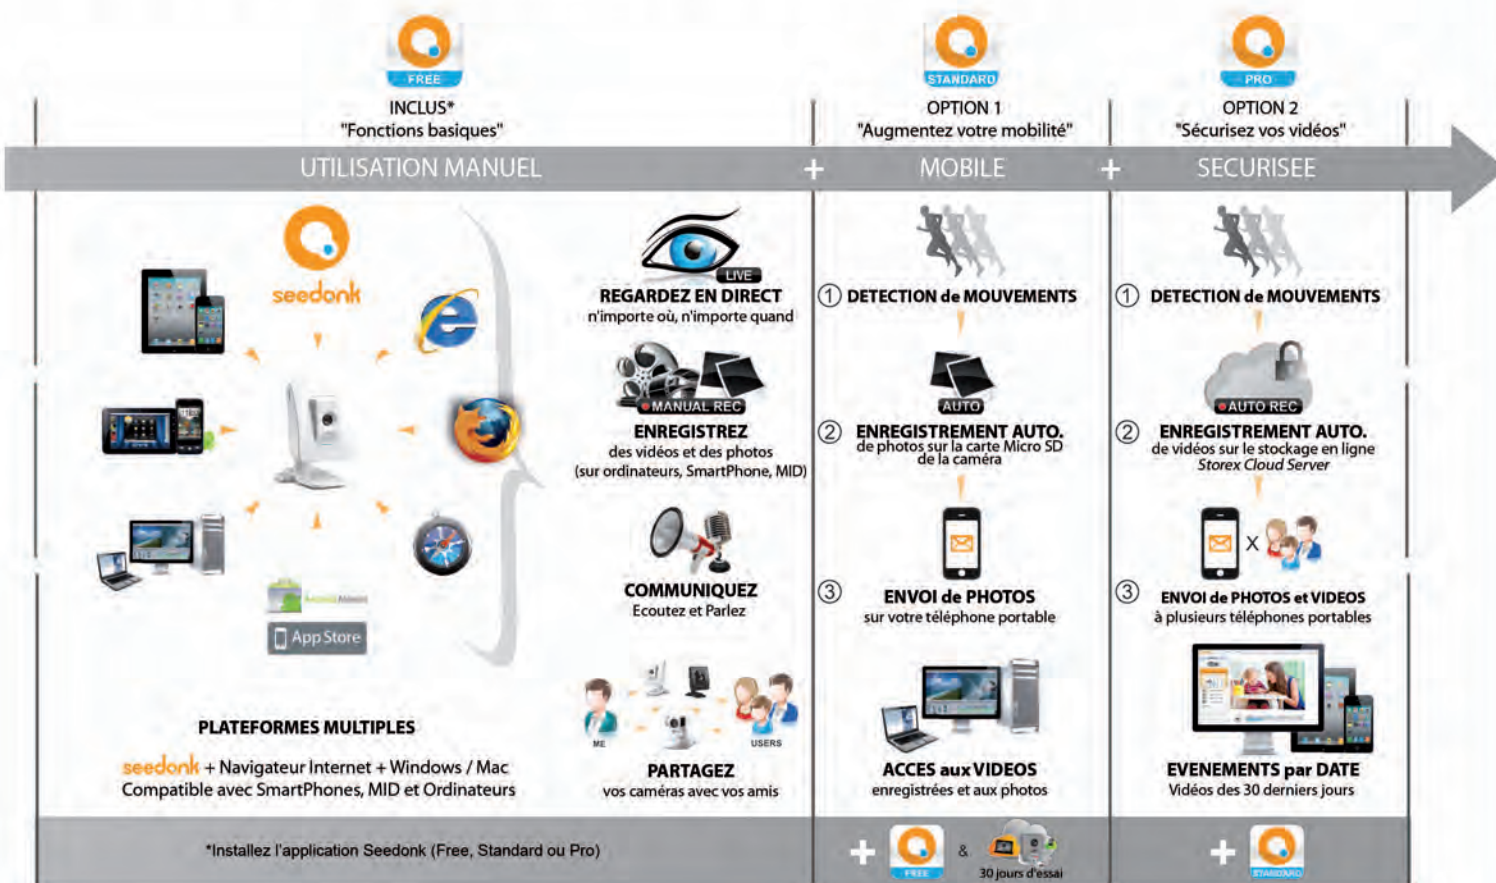 FREE
INCLUS*
"Fonctions basiques"
STANDARD
OPTION 1
"Augmentez votre mobilité"
PRO
OPTION 2
"Sécurisez vos vidéos"
UTILISATION MANUEL
+
MOBILE
+
SECURISEE
seedonk
App Store
PLATEFORMES MULTIPLES
seedonk + Navigateur Internet + Windows / Mac
Compatible avec SmartPhones, MID et Ordinateurs
LIVE
REGARDEZ EN DIRECT
n'importe où, n'importe quand
MANUAL REC
ENREGISTREZ
des vidéos et des photos
(sur ordinateurs, SmartPhone, MID)
COMMUNIQUEZ
Ecoutez et Parlez
ME
USERS
PARTAGEZ
vos caméras avec vos amis
1 DETECTION de MOUVEMENTS
AUTO
2 ENREGISTREMENT AUTO.
de photos sur la carte Micro SD
de la caméra
3 ENVOI de PHOTOS
sur votre téléphone portable
ACCES aux VIDEOS
enregistrées et aux photos
1 DETECTION de MOUVEMENTS
AUTO REC
2 ENREGISTREMENT AUTO.
de vidéos sur le stockage en ligne
Storex Cloud Server
X
3 ENVOI de PHOTOS et VIDEOS
à plusieurs téléphones portables
EVENEMENTS par DATE
Vidéos des 30 derniers jours
*Installez l'application Seedonk (Free, Standard ou Pro)
+
FREE
&
30 jours d'essai
+
STANDARD